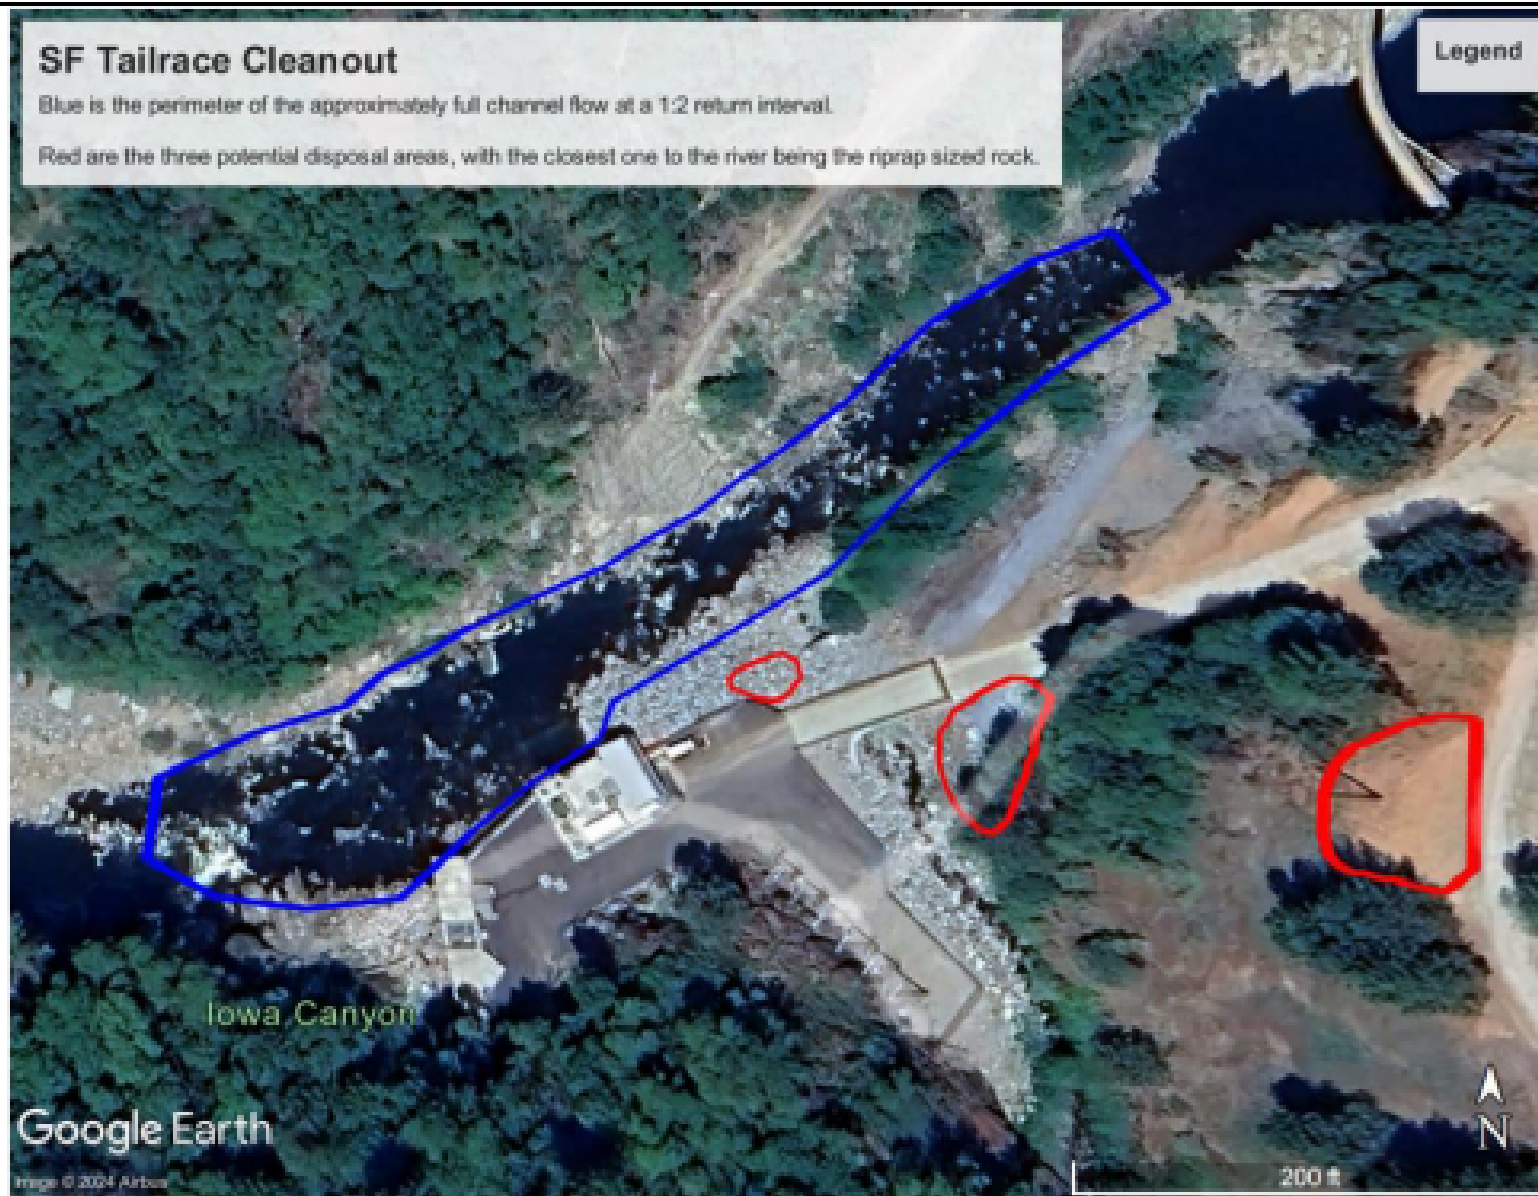 SF Tailrace Cleanout
Legend
Blue is the perimeter of the approximately full channel flow at a 1:2 return interval.
Red are the three potential disposal areas, with the closest one to the river being the riprap sized rock.
Iowa Canyon
Google Earth
Image © 2024 Airbus
N
200 ft